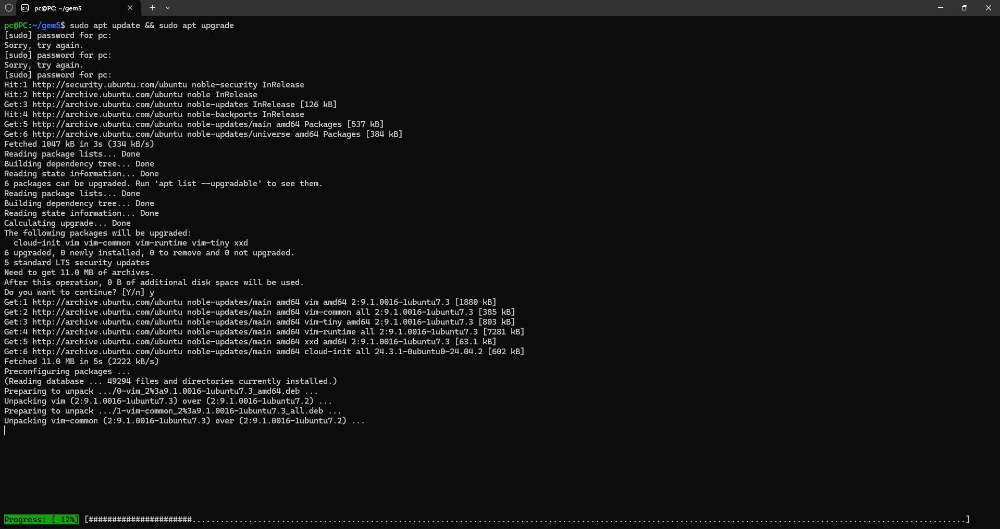 pc@PC: ~/gem5
pc@PC:~/gem5$ sudo apt update && sudo apt upgrade
[sudo] password for pc:
Sorry, try again.
[sudo] password for pc:
Sorry, try again.
[sudo] password for pc:
Hit:1 http://security.ubuntu.com/ubuntu noble-security InRelease
Hit:2 http://archive.ubuntu.com/ubuntu noble InRelease
Get:3 http://archive.ubuntu.com/ubuntu noble-updates InRelease [126 kB]
Hit:4 http://archive.ubuntu.com/ubuntu noble-backports InRelease
Get:5 http://archive.ubuntu.com/ubuntu noble-updates/main amd64 Packages [537 kB]
Get:6 http://archive.ubuntu.com/ubuntu noble-updates/universe amd64 Packages [384 kB]
Fetched 1047 kB in 3s (334 kB/s)
Reading package lists... Done
Building dependency tree... Done
Reading state information... Done
6 packages can be upgraded. Run 'apt list --upgradable' to see them.
Reading package lists... Done
Building dependency tree... Done
Reading state information... Done
Calculating upgrade... Done
The following packages will be upgraded:
  cloud-init vim vim-common vim-runtime vim-tiny xxd
6 upgraded, 0 newly installed, 0 to remove and 0 not upgraded.
5 standard LTS security updates
Need to get 11.0 MB of archives.
After this operation, 0 B of additional disk space will be used.
Do you want to continue? [Y/n] y
Get:1 http://archive.ubuntu.com/ubuntu noble-updates/main amd64 vim amd64 2:9.1.0016-1ubuntu7.3 [1880 kB]
Get:2 http://archive.ubuntu.com/ubuntu noble-updates/main amd64 vim-common all 2:9.1.0016-1ubuntu7.3 [385 kB]
Get:3 http://archive.ubuntu.com/ubuntu noble-updates/main amd64 vim-tiny amd64 2:9.1.0016-1ubuntu7.3 [803 kB]
Get:4 http://archive.ubuntu.com/ubuntu noble-updates/main amd64 vim-runtime all 2:9.1.0016-1ubuntu7.3 [7281 kB]
Get:5 http://archive.ubuntu.com/ubuntu noble-updates/main amd64 xxd amd64 2:9.1.0016-1ubuntu7.3 [63.1 kB]
Get:6 http://archive.ubuntu.com/ubuntu noble-updates/main amd64 cloud-init all 24.3.1-0ubuntu0~24.04.2 [602 kB]
Fetched 11.0 MB in 5s (2222 kB/s)
Preconfiguring packages ...
(Reading database ... 49294 files and directories currently installed.)
Preparing to unpack .../0-vim_2%3a9.1.0016-1ubuntu7.3_amd64.deb ...
Unpacking vim (2:9.1.0016-1ubuntu7.3) over (2:9.1.0016-1ubuntu7.2) ...
Preparing to unpack .../1-vim-common_2%3a9.1.0016-1ubuntu7.3_all.deb ...
Unpacking vim-common (2:9.1.0016-1ubuntu7.3) over (2:9.1.0016-1ubuntu7.2) ...
Progress: [ 12%] [######################.....................................................................................................................................................................]